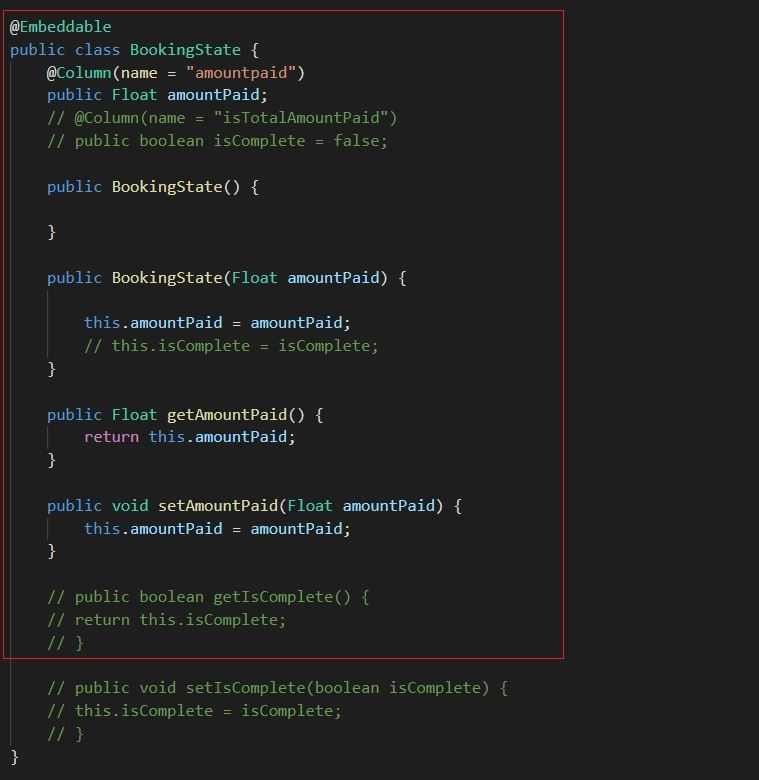 @Embeddable
public class BookingState {
    @Column(name = "amountpaid")
    public Float amountPaid;
    // @Column(name = "isTotalAmountPaid")
    // public boolean isComplete = false;
    public BookingState() {
    }
    public BookingState(Float amountPaid) {
        this.amountPaid = amountPaid;
        // this.isComplete = isComplete;
    }
    public Float getAmountPaid() {
        return this.amountPaid;
    }
    public void setAmountPaid(Float amountPaid) {
        this.amountPaid = amountPaid;
    }
    // public boolean getIsComplete() {
    // return this.isComplete;
    // }
    // public void setIsComplete(boolean isComplete) {
    // this.isComplete = isComplete;
    // }
}